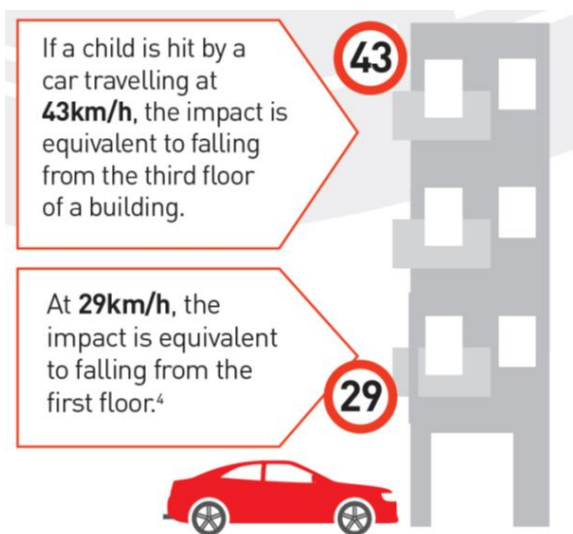 If a child is hit by a
car travelling at
43km/h, the impact is
equivalent to falling
from the third floor
of a building.
43
At 29km/h, the
impact is equivalent
to falling from the
first floor.⁴
29